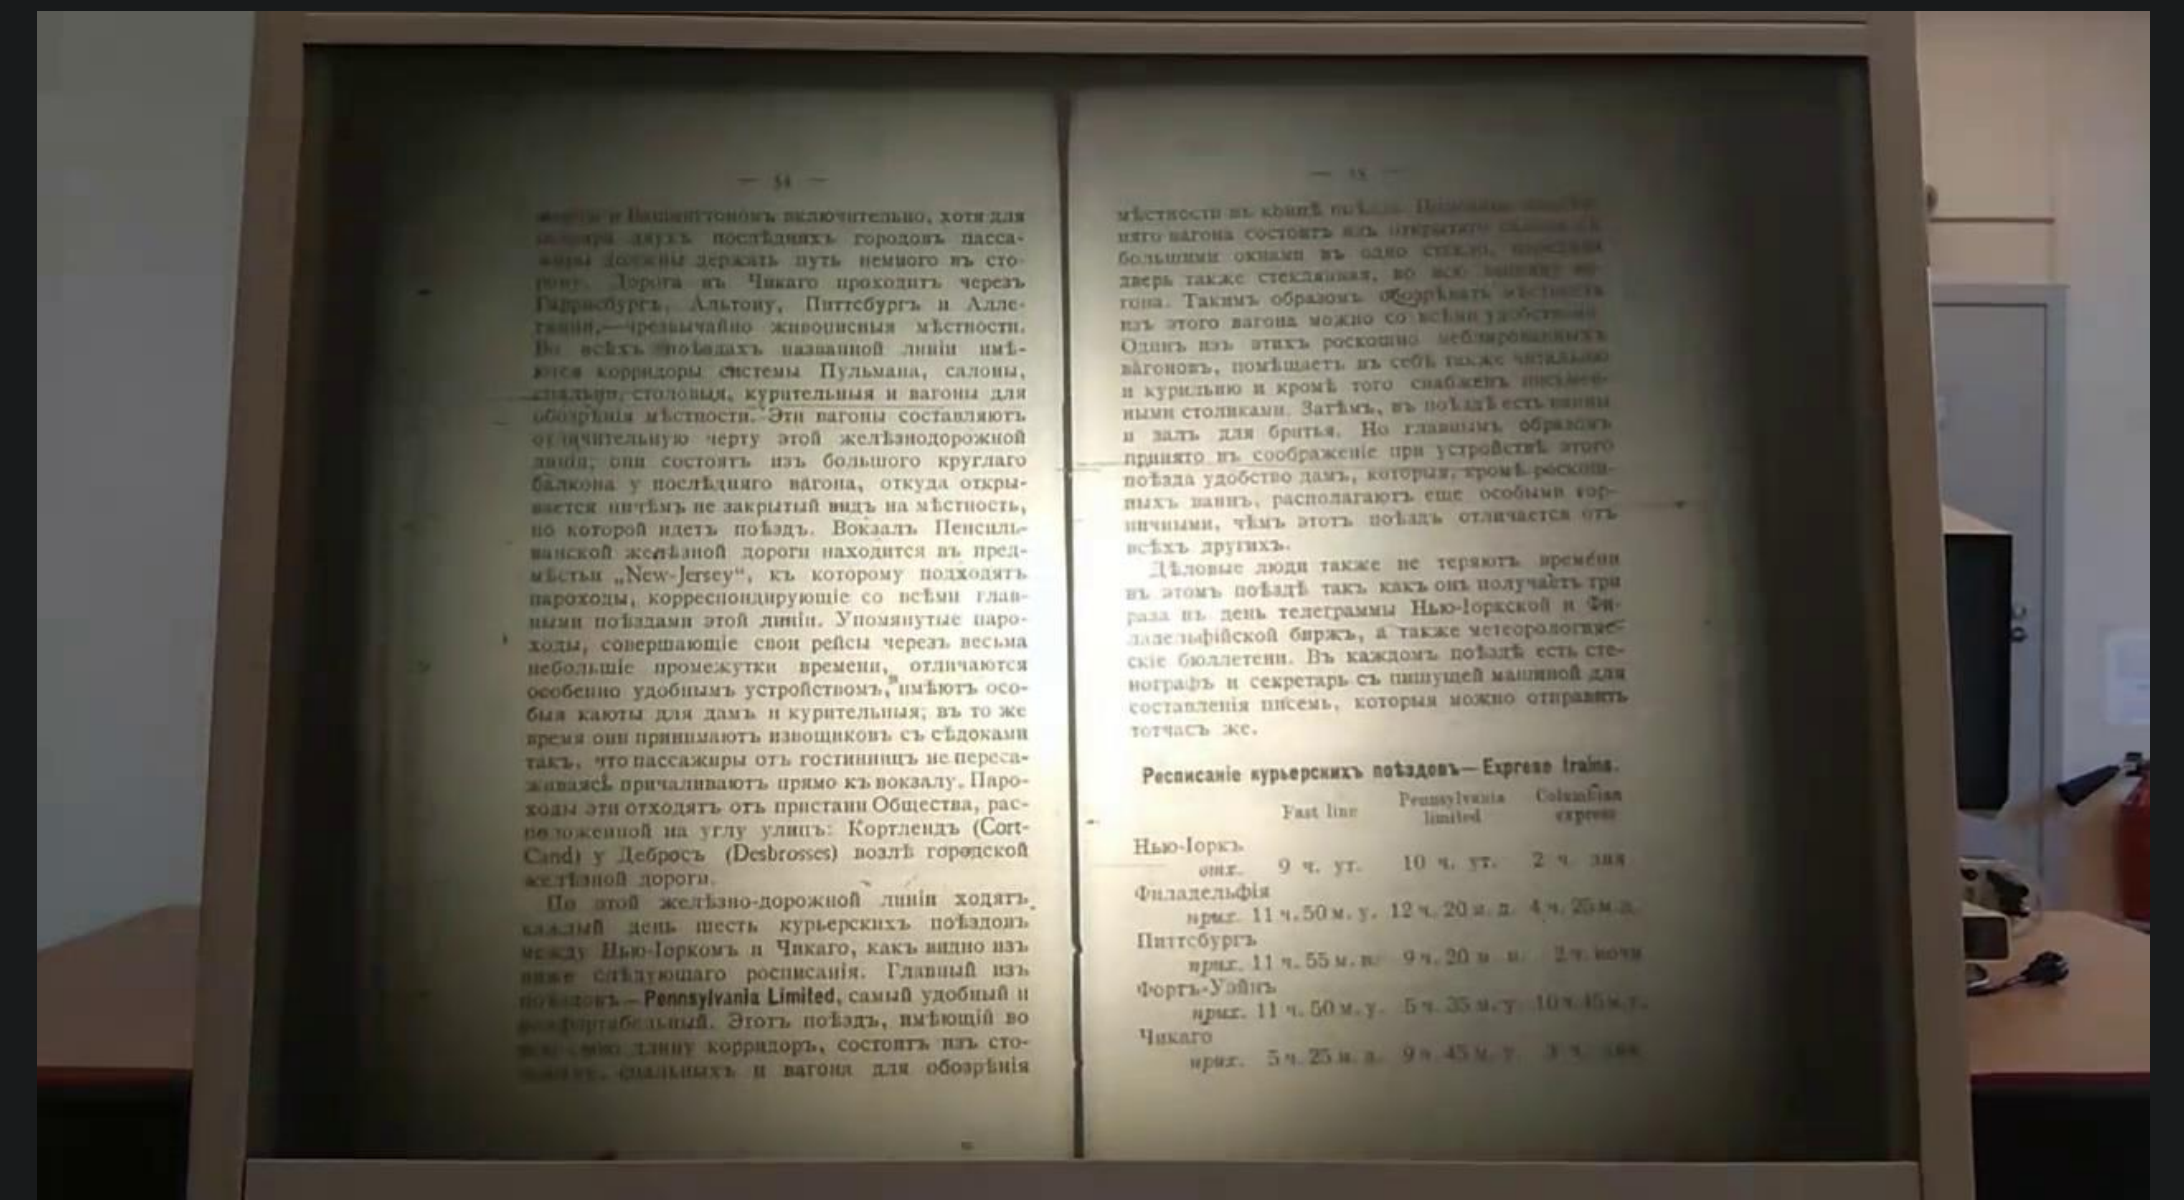 — 54 —
и Вашингтономъ включительно, хотя для
двухъ послѣднихъ городовъ пасса-
должны держать путь немного въ сто-
рону. Дорога въ Чикаго проходитъ черезъ
Гаррисбургъ, Альтону, Питтсбургъ и Алле-
чрезвычайно живописныя мѣстности.
Во всѣхъ поѣздахъ названной линіи имѣ-
ются корридоры системы Пульмана, салоны,
спальни, столовыя, курительныя и вагоны для
обозрѣнія мѣстности. Эти вагоны составляютъ
отличительную черту этой желѣзнодорожной
линіи; они состоятъ изъ большого круглаго
балкона у послѣдняго вагона, откуда откры-
вается ничѣмъ не закрытый видъ на мѣстность,
по которой идетъ поѣздъ. Вокзалъ Пенсиль-
ванской желѣзной дороги находится въ пред-
мѣстьи „New-Jersey“, къ которому подходятъ
пароходы, корреспондирующіе со всѣми глав-
ными поѣздами этой линіи. Упомянутые паро-
ходы, совершающіе свои рейсы черезъ весьма
небольшіе промежутки времени, отличаются
особенно удобнымъ устройствомъ, имѣютъ осо-
быя каюты для дамъ и курительныя; въ то же
время они принимаютъ извощиковъ съ сѣдоками
такъ, что пассажиры отъ гостинницъ не переса-
живаясь причаливаютъ прямо къ вокзалу. Паро-
ходы эти отходятъ отъ пристани Общества, рас-
положенной на углу улицъ: Кортлендъ (Cort-
Cand) у Дебросъ (Desbrosses) возлѣ городской
желѣзной дороги.
По этой желѣзно-дорожной линіи ходятъ
каждый день шесть курьерскихъ поѣздовъ
между Нью-Іоркомъ и Чикаго, какъ видно изъ
ниже слѣдующаго росписанія. Главный изъ
поѣздовъ—Pennsylvania Limited, самый удобный и
комфортабельный. Этотъ поѣздъ, имѣющій во
всю свою длину корридоръ, состоитъ изъ сто-
спальныхъ и вагона для обозрѣнія
мѣстности въ концѣ
няго вагона состоитъ изъ открытаго
большими окнами въ одно стекло,
дверь также стеклянная, во всю ва-
гона. Такимъ образомъ обозрѣвать мѣстность
изъ этого вагона можно со всѣми удобствами.
Одинъ изъ этихъ роскошно меблированныхъ
вагоновъ, помѣщаетъ въ себѣ также читальню
и курильню и кромѣ того снабженъ письмен-
ными столиками. Затѣмъ, въ поѣздѣ есть ванны
и залъ для бритья. Но главнымъ образомъ
принято въ соображеніе при устройствѣ этого
поѣзда удобство дамъ, которыя, кромѣ роскош-
ныхъ ваннъ, располагаютъ еще особыми гор-
ничными, чѣмъ этотъ поѣздъ отличается отъ
всѣхъ другихъ.
Дѣловые люди также не теряютъ времени
въ этомъ поѣздѣ такъ какъ онъ получаетъ три
раза въ день телеграммы Нью-Іоркской и Фи-
ладельфійской биржъ, а также метеорологиче-
скіе бюллетени. Въ каждомъ поѣздѣ есть сте-
нографъ и секретарь съ пишущей машиной для
составленія писемъ, которыя можно отправить
тотчасъ же.
Росписаніе курьерскихъ поѣздовъ—Express trains.
Fast line Pennsylvania limited Columbian express
Нью-Іоркъ
отх. 9 ч. ут. 10 ч. ут. 2 ч. дня
Филадельфія
прих. 11 ч. 50 м. у. 12 ч. 20 м. д. 4 ч. 25 м. д.
Питтсбургъ
прих. 11 ч. 55 м. в. 9 ч. 20 м. в. 2 ч. ночи
Фортъ-Уэйнъ
прих. 11 ч. 50 м. у. 5 ч. 35 м. у. 10 ч. 45 м. у.
Чикаго
прих. 5 ч. 25 м. д. 9 ч. 45 м. у. ч. дня